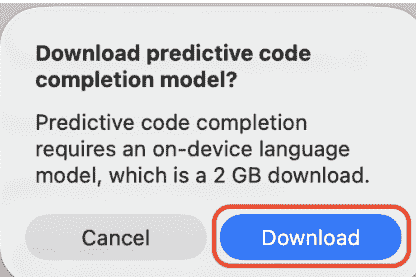 Download predictive code
completion model?
Predictive code completion
requires an on-device language
model, which is a 2 GB download.
Cancel
Download